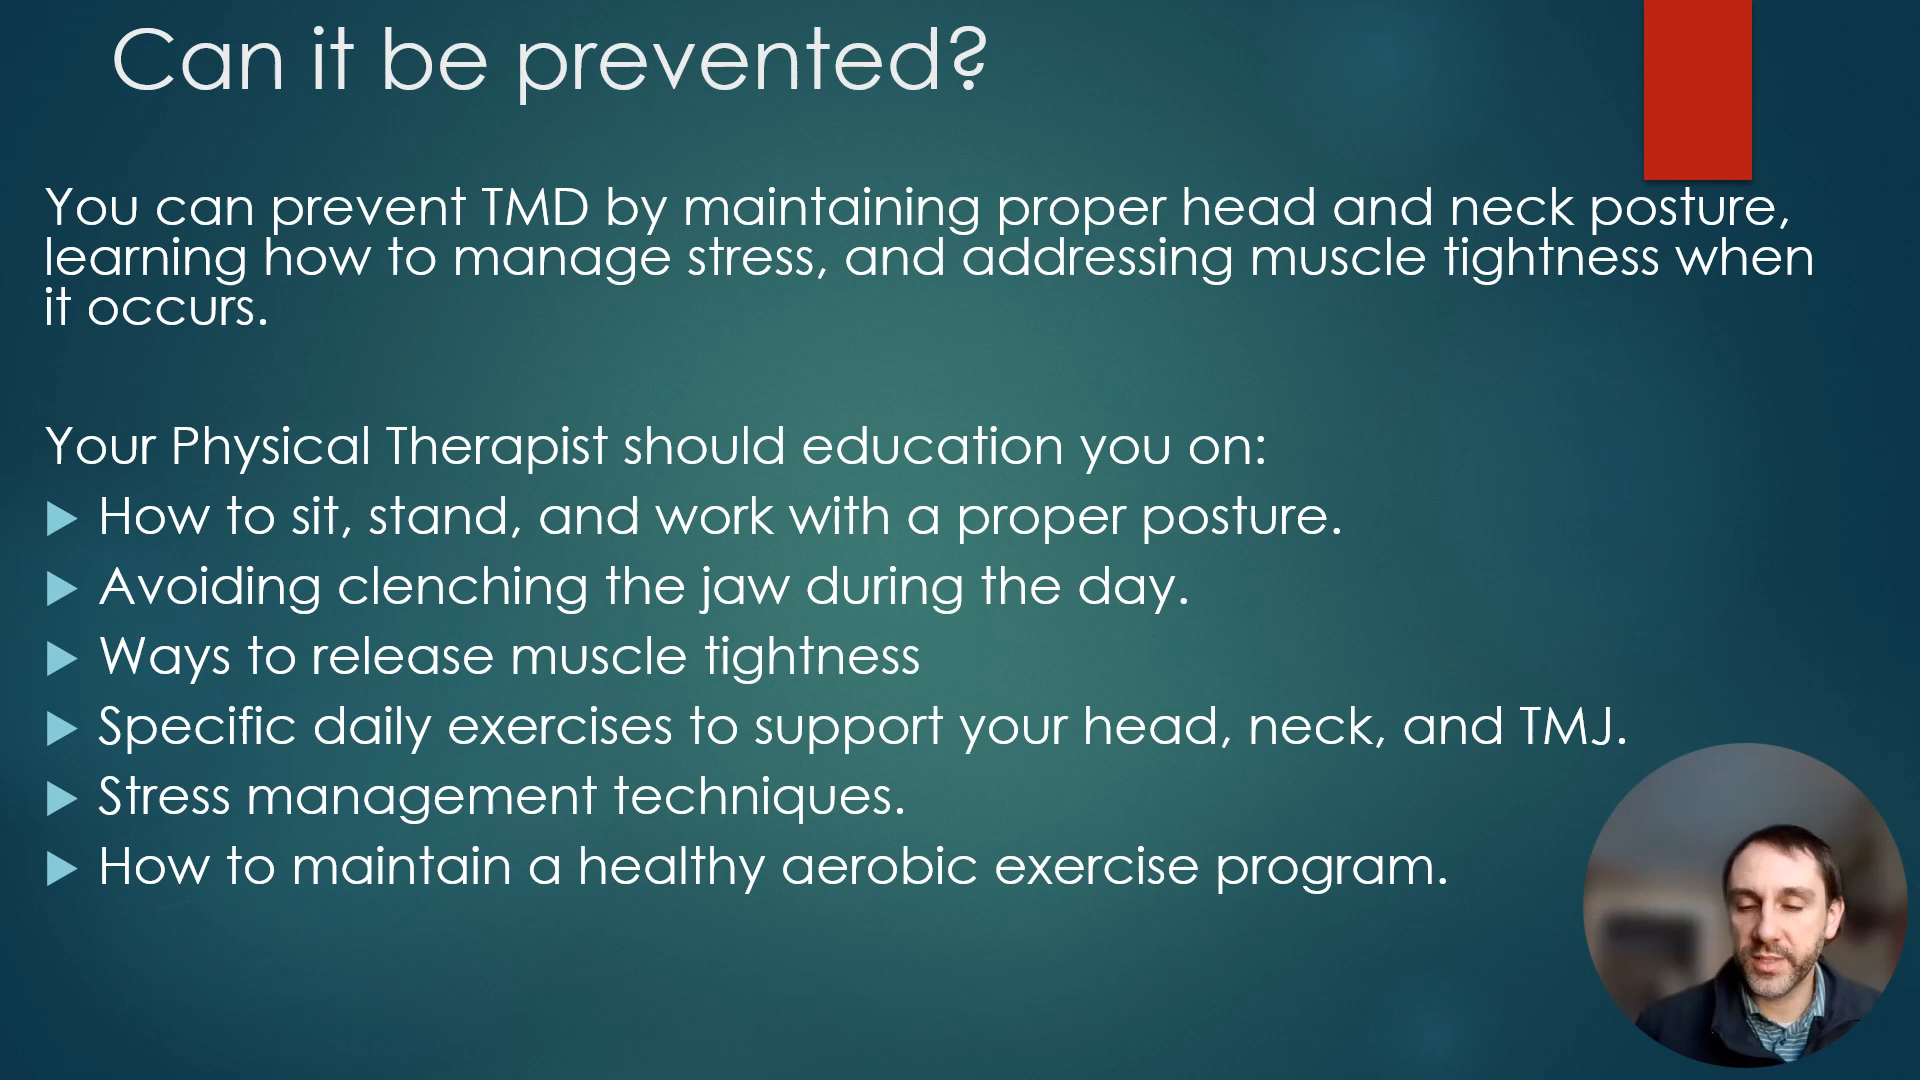 Can it be prevented?
You can prevent TMD by maintaining proper head and neck posture,
learning how to manage stress, and addressing muscle tightness when
it occurs.
Your Physical Therapist should education you on:
How to sit, stand, and work with a proper posture.
Avoiding clenching the jaw during the day.
Ways to release muscle tightness
Specific daily exercises to support your head, neck, and TMJ.
Stress management techniques.
How to maintain a healthy aerobic exercise program.